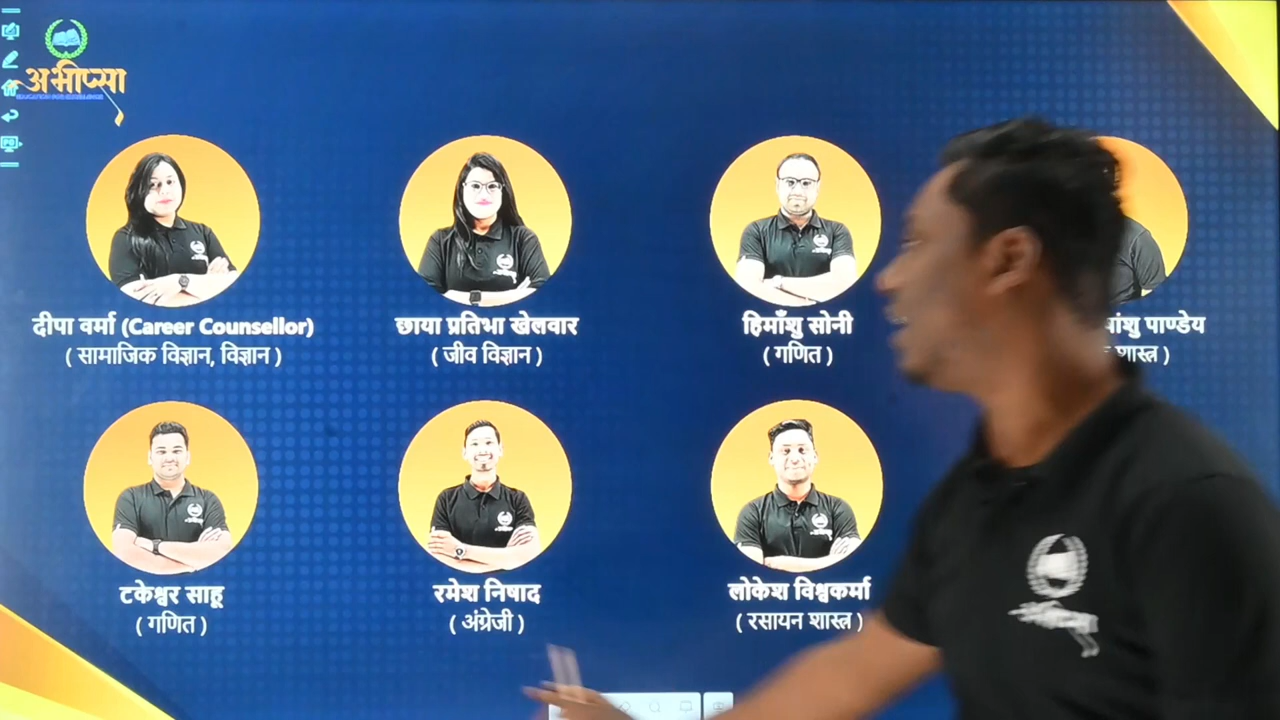 अभीप्सा
दीपा वर्मा (Career Counsellor)
( सामाजिक विज्ञान, विज्ञान )
छाया प्रतिभा खेलवार
( जीव विज्ञान )
हिमाँशु सोनी
( गणित )
पाण्डेय
शास्त्र )
टकेश्वर साहू
( गणित )
रमेश निषाद
( अंग्रेजी )
लोकेश विश्वकर्मा
( रसायन शास्त्र )